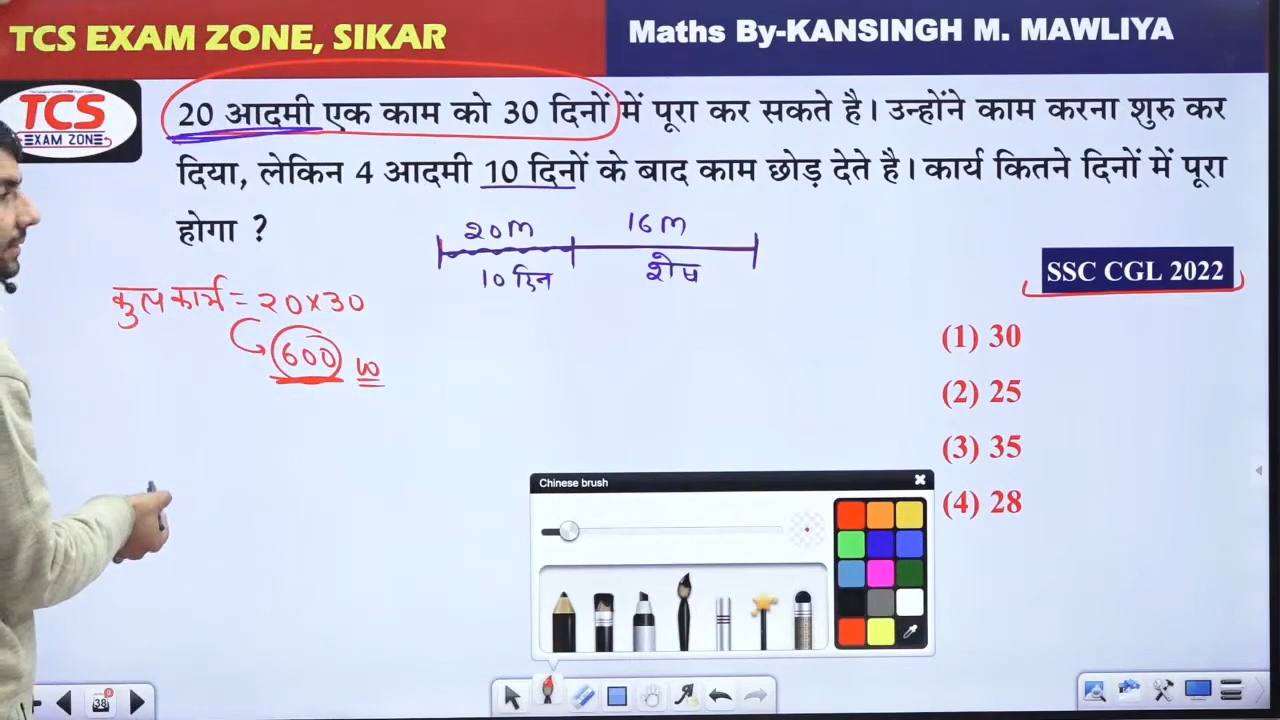 TCS EXAM ZONE, SIKAR
Maths By-KANSINGH M. MAWLIYA
TCS
EXAM ZONE
20 आदमी एक काम को 30 दिनों में पूरा कर सकते है। उन्होंने काम करना शुरु कर
दिया, लेकिन 4 आदमी 10 दिनों के बाद काम छोड़ देते है। कार्य कितने दिनों में पूरा
होगा ?
20m 16m
10 दिन शेष
SSC CGL 2022
कुल कार्य = 20×30
600 w
(1) 30
(2) 25
(3) 35
(4) 28
Chinese brush
38